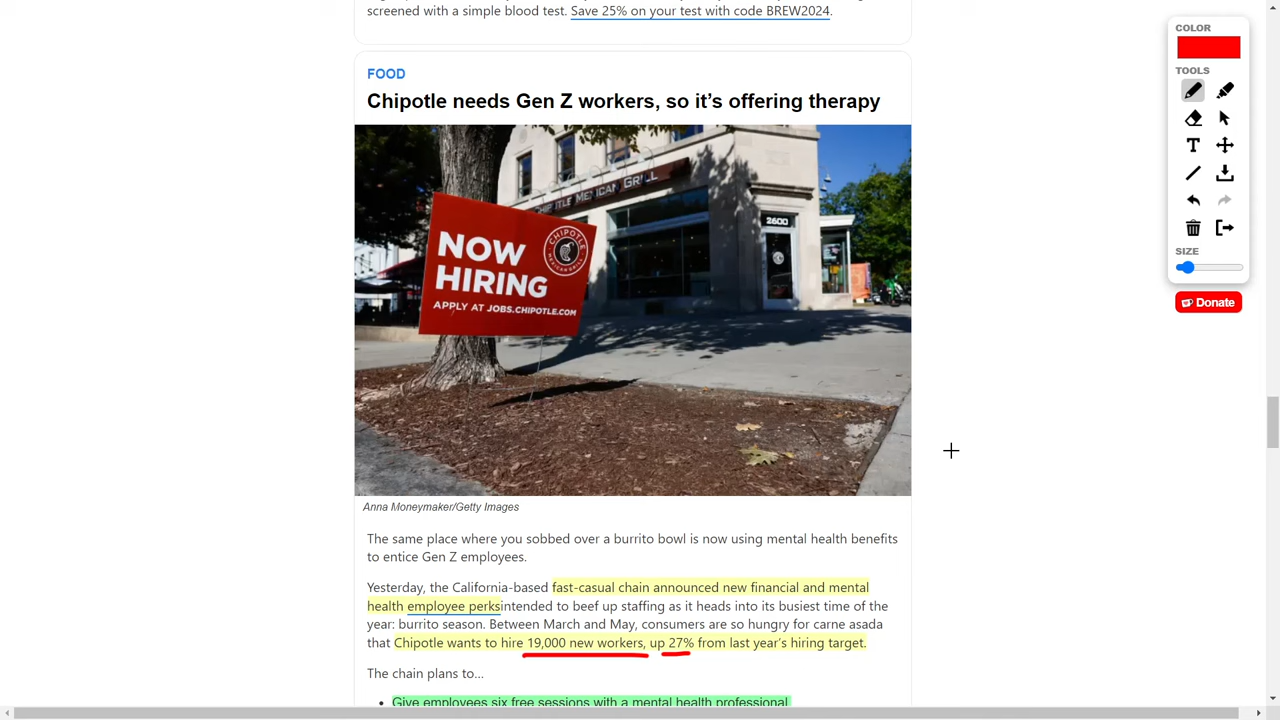 screened with a simple blood test. Save 25% on your test with code BREW2024.
COLOR
TOOLS
SIZE
Donate
FOOD
Chipotle needs Gen Z workers, so it’s offering therapy
CHIPOTLE MEXICAN GRILL
2600
NOW
HIRING
CHIPOTLE
APPLY AT JOBS.CHIPOTLE.COM
Anna Moneymaker/Getty Images
The same place where you sobbed over a burrito bowl is now using mental health benefits
to entice Gen Z employees.
Yesterday, the California-based fast-casual chain announced new financial and mental
health employee perksintended to beef up staffing as it heads into its busiest time of the
year: burrito season. Between March and May, consumers are so hungry for carne asada
that Chipotle wants to hire 19,000 new workers, up 27% from last year’s hiring target.
The chain plans to…
• Give employees six free sessions with a mental health professional